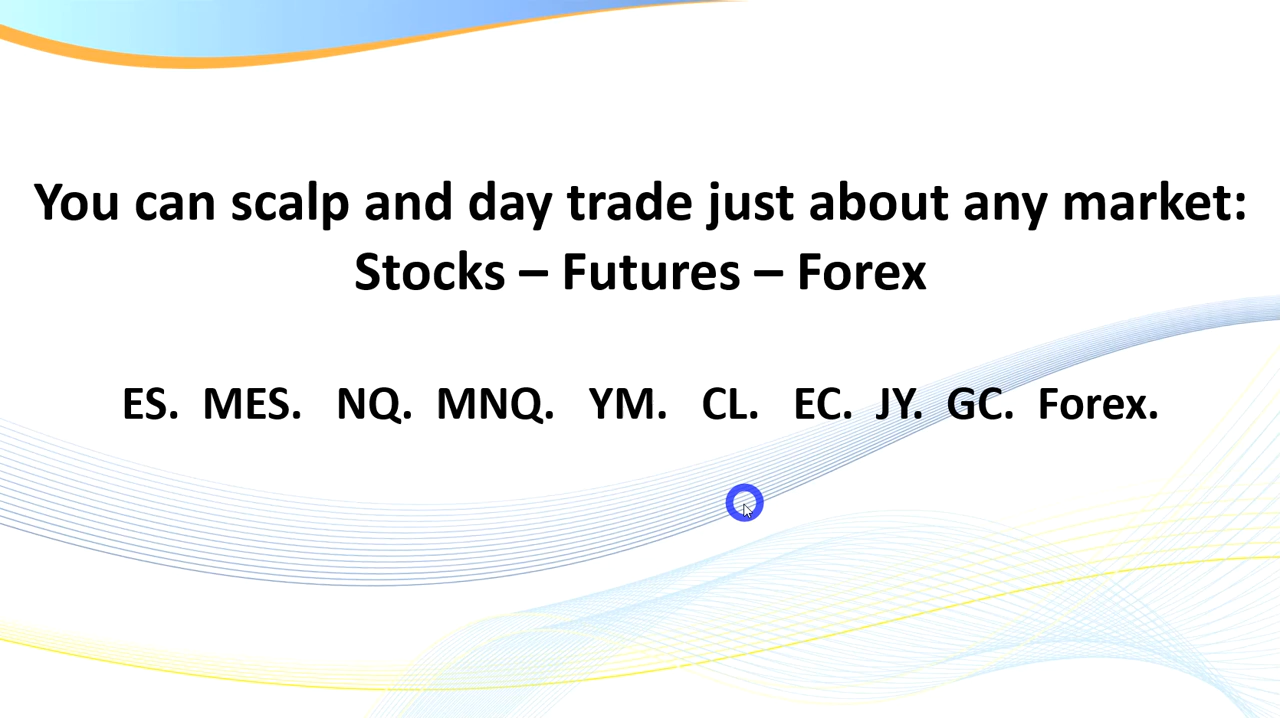 You can scalp and day trade just about any market:
Stocks – Futures – Forex
ES. MES. NQ. MNQ. YM. CL. EC. JY. GC. Forex.